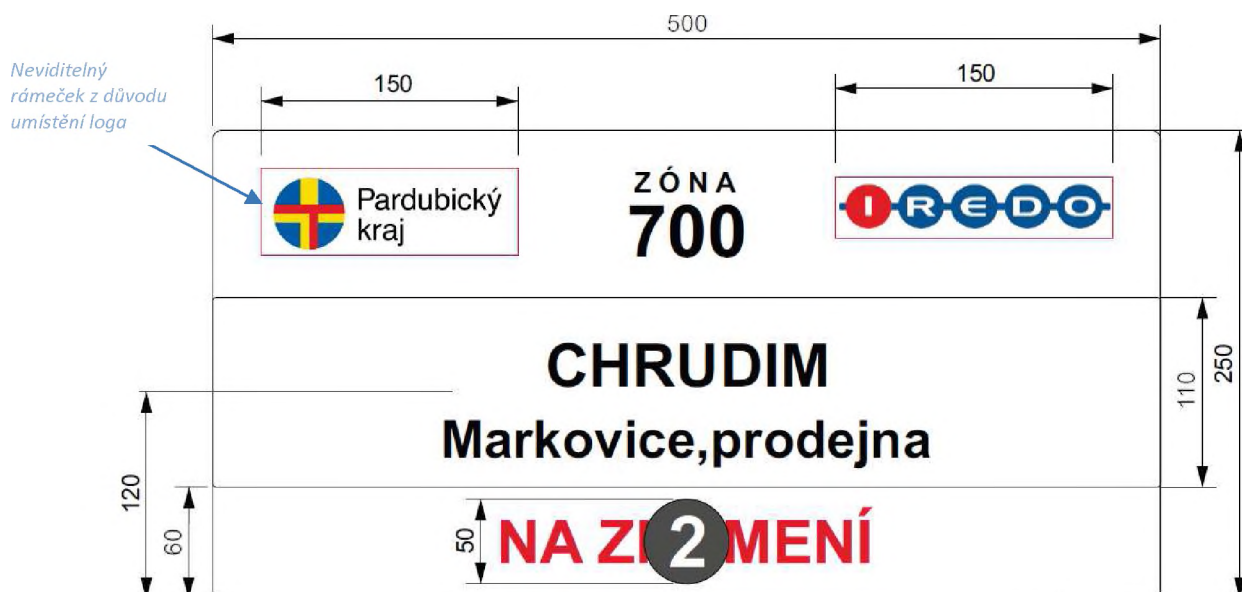 500
Neviditelný
rámeček z důvodu
umístění loga
150
150
Pardubický
kraj
ZÓNA
700
IREDO
CHRUDIM
Markovice,prodejna
110
250
120
60
50
NA
2
MENÍ